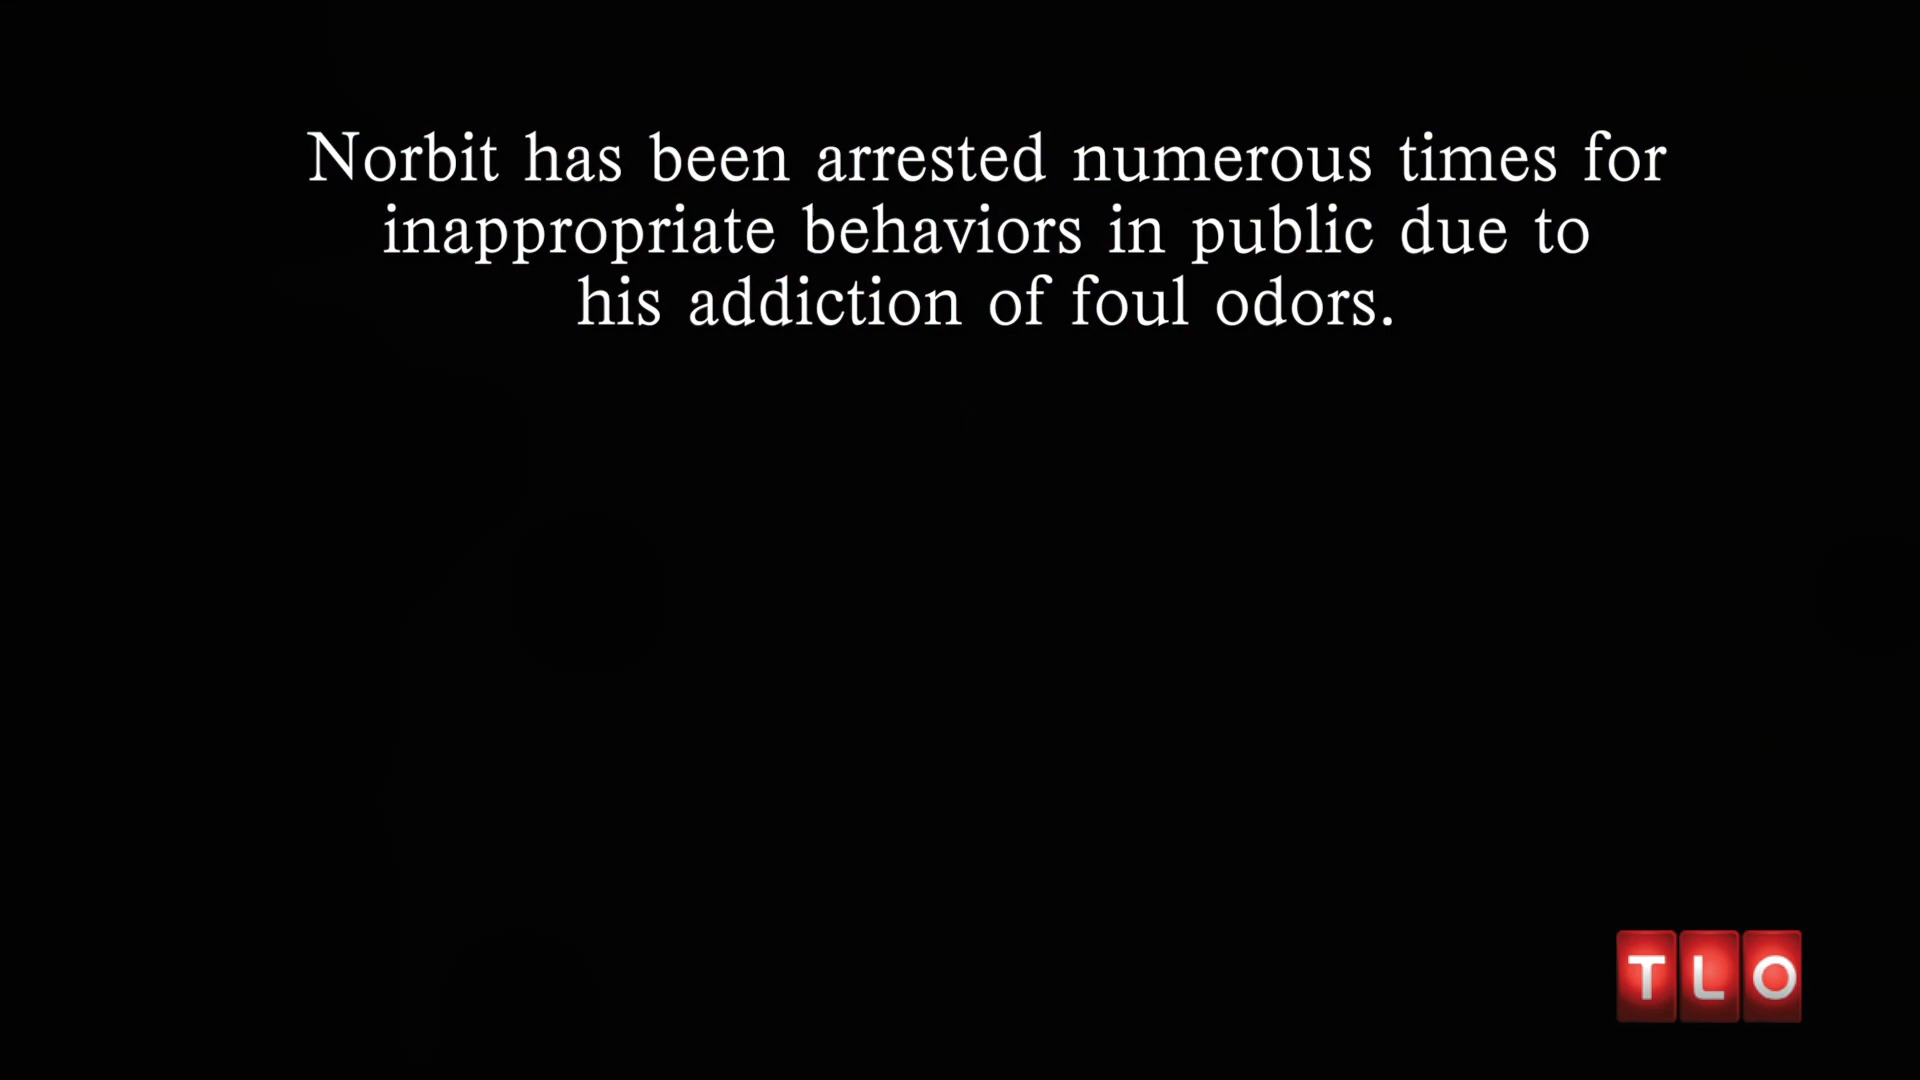 Norbit has been arrested numerous times for
inappropriate behaviors in public due to
his addiction of foul odors.
TLO